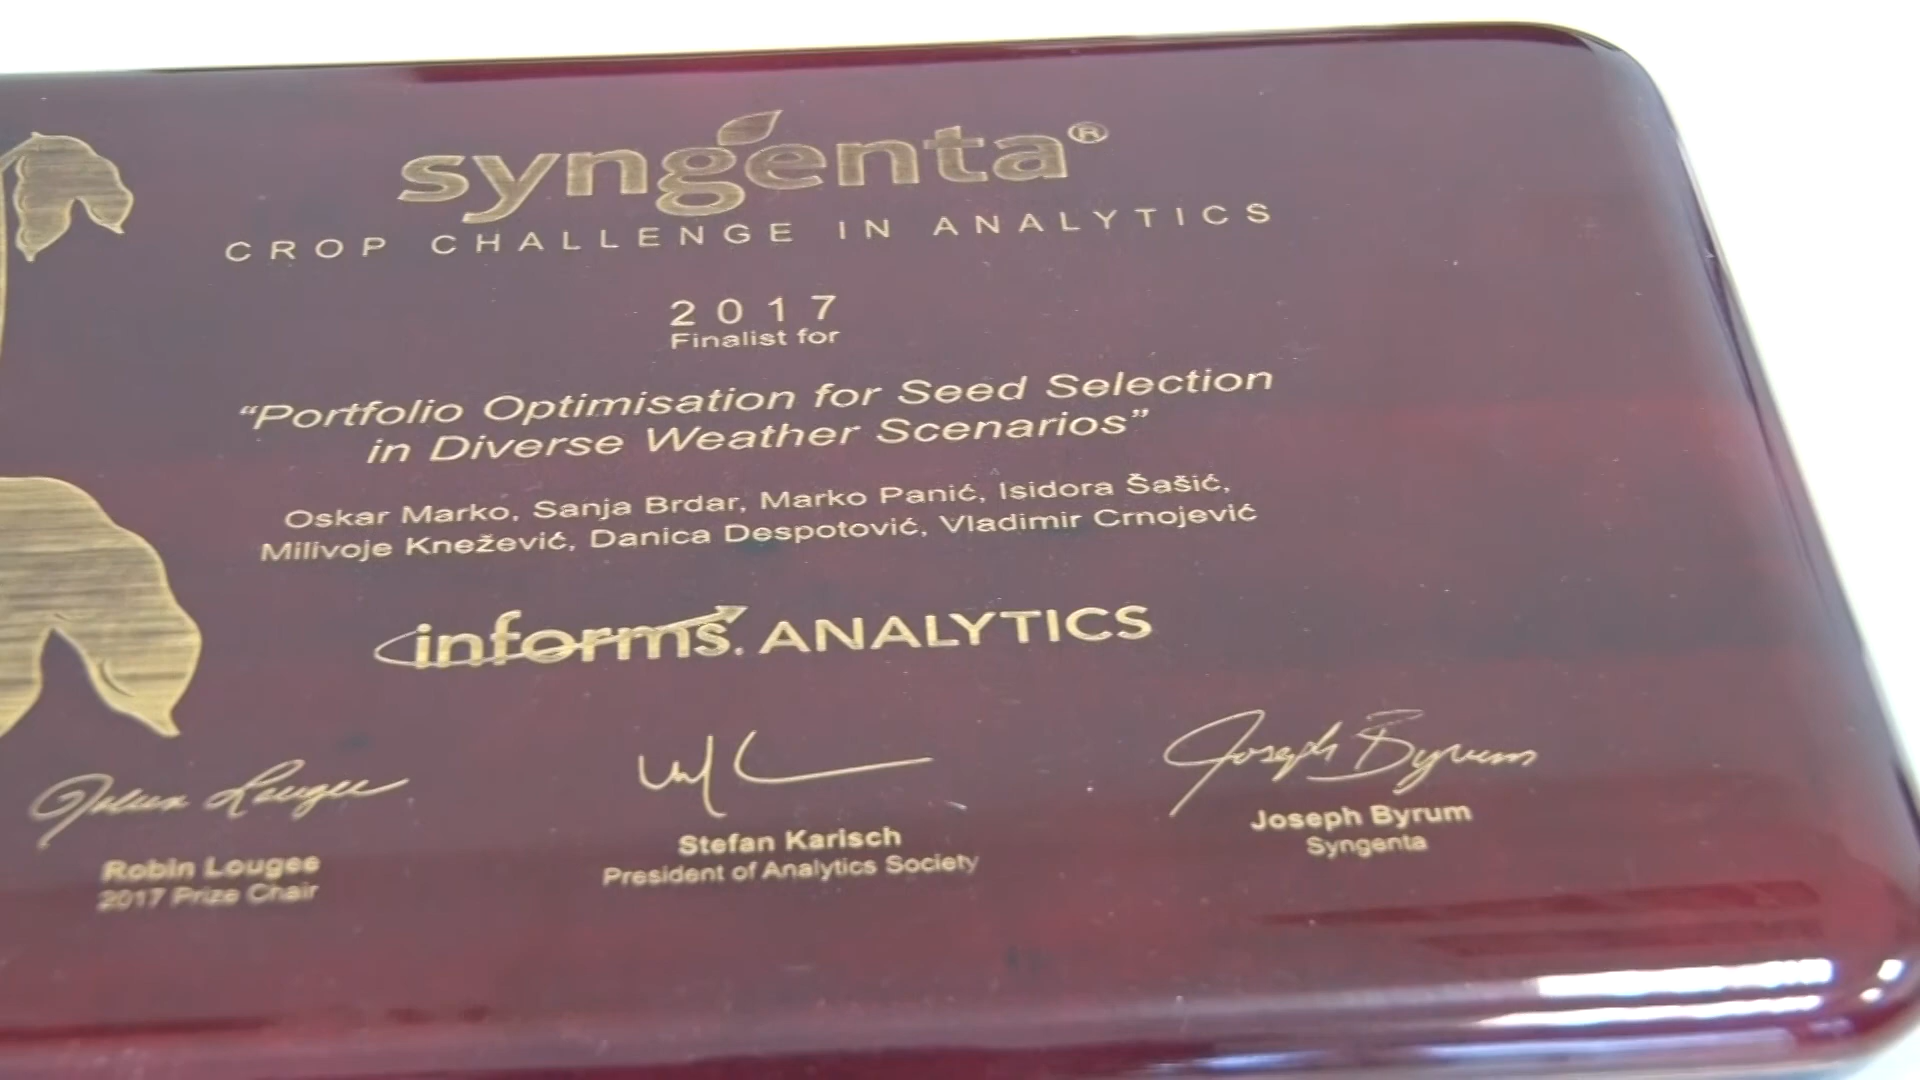 syngenta®
CROP CHALLENGE IN ANALYTICS
2017
Finalist for
“Portfolio Optimisation for Seed Selection
in Diverse Weather Scenarios”
Oskar Marko, Sanja Brdar, Marko Panić, Isidora Šašić,
Milivoje Knežević, Danica Despotović, Vladimir Crnojević
informs. ANALYTICS
Joseph Byrum
Robin Lougee
2017 Prize Chair
Stefan Karisch
President of Analytics Society
Joseph Byrum
Syngenta